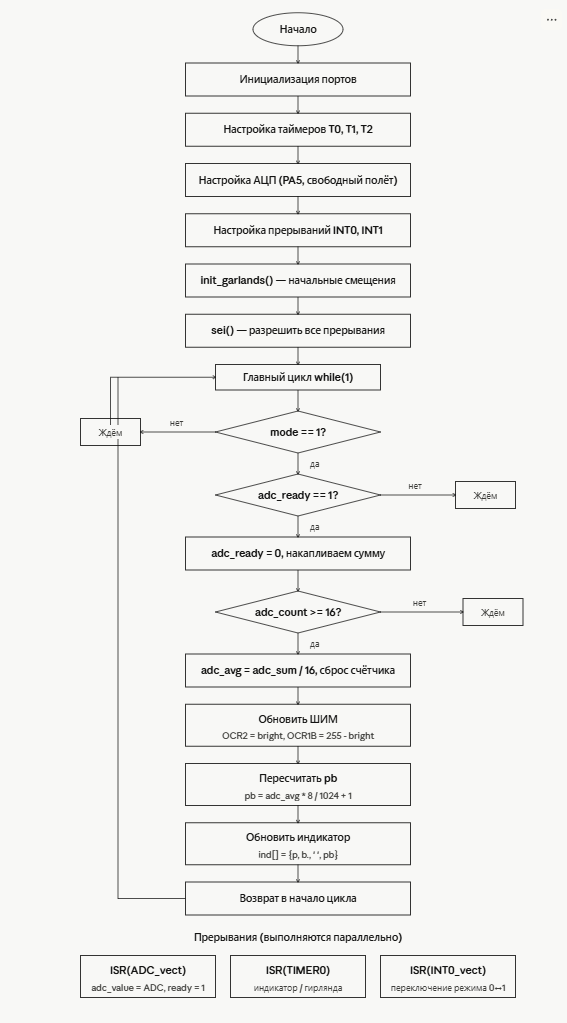 Начало
Инициализация портов
Настройка таймеров T0, T1, T2
Настройка АЦП (PA5, свободный полёт)
Настройка прерываний INT0, INT1
init_garlands() — начальные смещения
sei() — разрешить все прерывания
Главный цикл while(1)
mode == 1?
нет
Ждём
да
adc_ready == 1?
нет
Ждём
да
adc_ready = 0, накапливаем сумму
adc_count >= 16?
нет
Ждём
да
adc_avg = adc_sum / 16, сброс счётчика
Обновить ШИМ
OCR2 = bright, OCR1B = 255 - bright
Пересчитать pb
pb = adc_avg * 8 / 1024 + 1
Обновить индикатор
ind[] = {p, b., ' ', pb}
Возврат в начало цикла
Прерывания (выполняются параллельно)
ISR(ADC_vect)
adc_value = ADC, ready = 1
ISR(TIMER0)
индикатор / гирлянда
ISR(INT0_vect)
переключение режима 0↔1